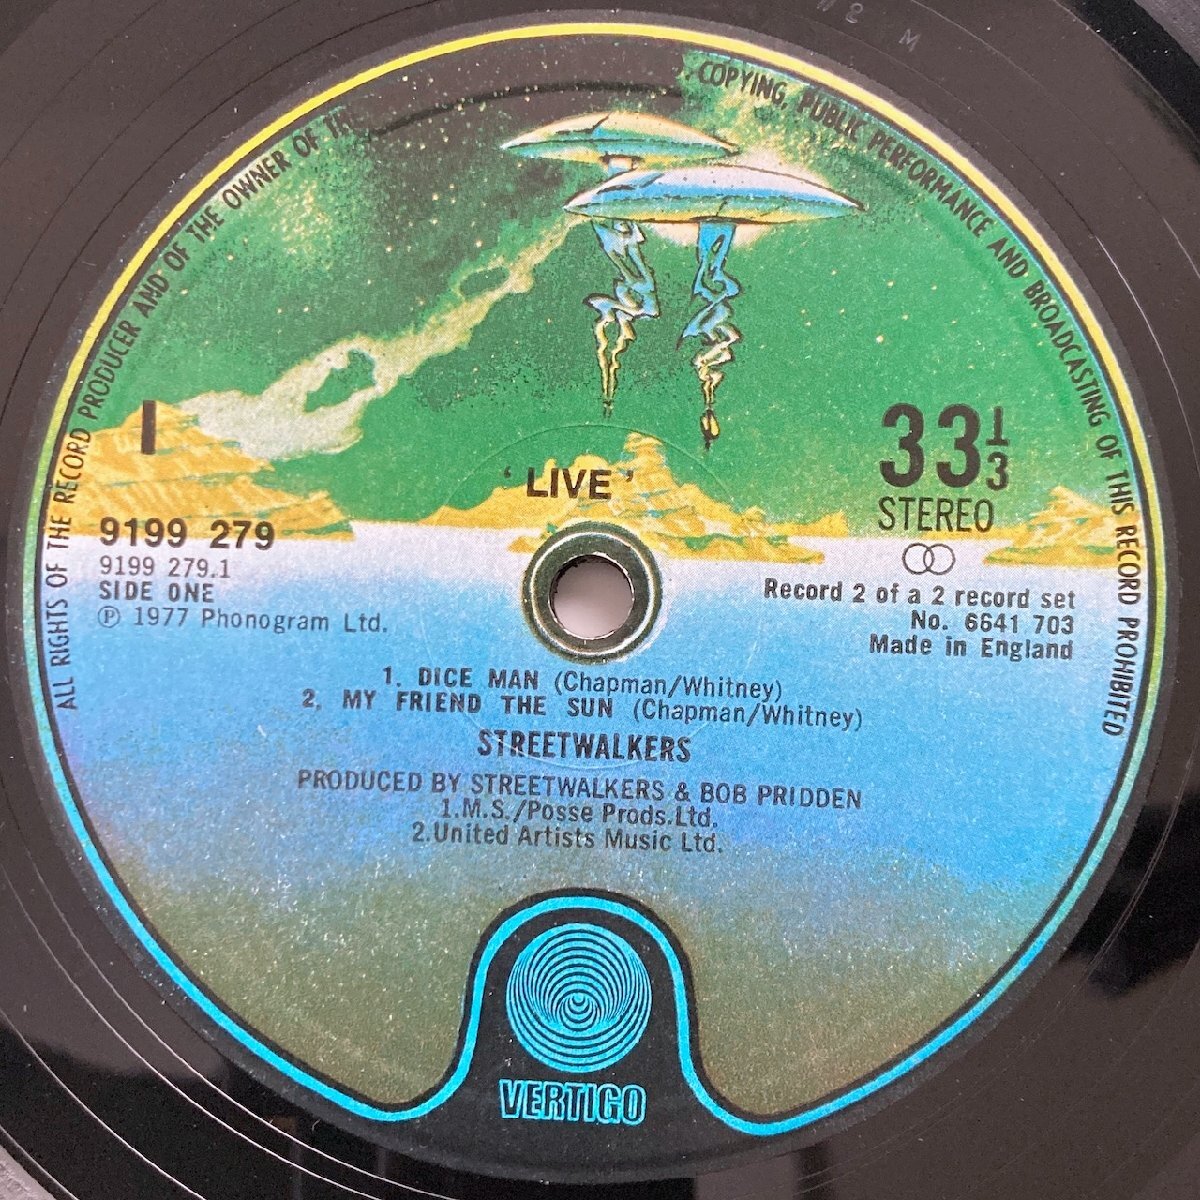 ALL RIGHTS OF THE RECORD PRODUCER AND OF THE OWNER OF THE
COPYING, PUBLIC PERFORMANCE AND BROADCASTING OF THIS RECORD PROHIBITED
I
33 1/3
STEREO
' LIVE '
9199 279
9199 279.1
SIDE ONE
Ⓟ 1977 Phonogram Ltd.
Record 2 of a 2 record set
No. 6641 703
Made in England
1. DICE MAN (Chapman/Whitney)
2. MY FRIEND THE SUN (Chapman/Whitney)
STREETWALKERS
PRODUCED BY STREETWALKERS & BOB PRIDDEN
1.M.S./Posse Prods.Ltd.
2.United Artists Music Ltd.
VERTIGO